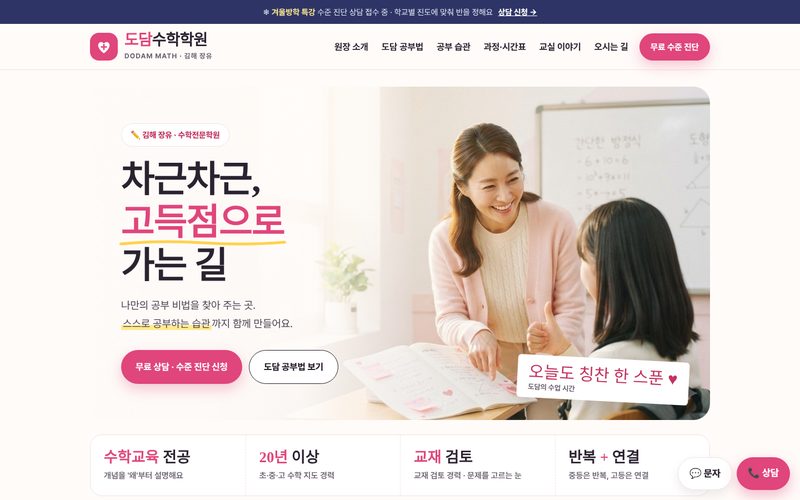 ❄ 겨울방학 특강 수준 진단 상담 접수 중 · 학교별 진도에 맞춰 반을 정해요 상담 신청 →
도담수학학원
DODAM MATH · 김해 장유
원장 소개 도담 공부법 공부 습관 과정·시간표 교실 이야기 오시는 길 무료 수준 진단
✏️ 김해 장유 · 수학전문학원
차근차근,
고득점으로
가는 길
나만의 공부 비법을 찾아 주는 곳.
스스로 공부하는 습관까지 함께 만들어요.
무료 상담 · 수준 진단 신청 도담 공부법 보기
간단한 방정식
오늘도 칭찬 한 스푼 ♥
도담의 수업 시간
수학교육 전공
개념을 '왜'부터 설명해요
20년 이상
초·중·고 수학 지도 경력
교재 검토
교재 검토 경력 · 문제를 고르는 눈
반복 + 연결
중등은 반복, 고등은 연결
💬 문자 📞 상담